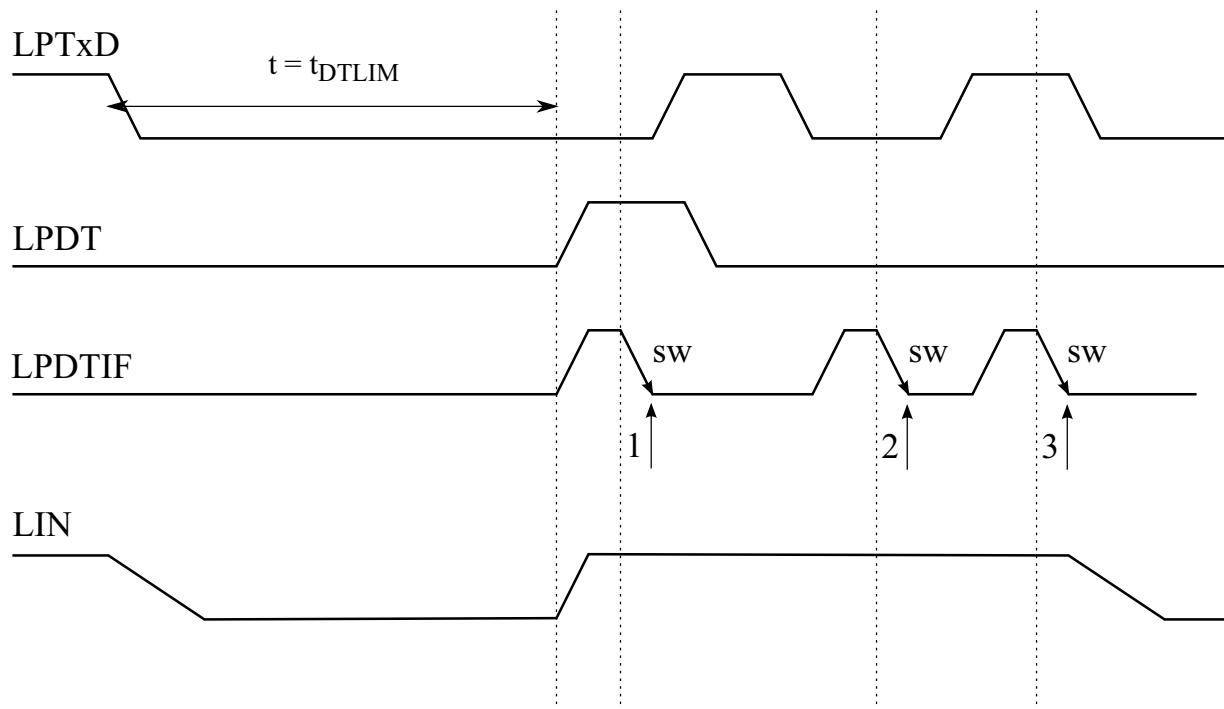 LPTxD
t = tDTLIM
LPDT
LPDTIF
sw
sw
sw
1
2
3
LIN